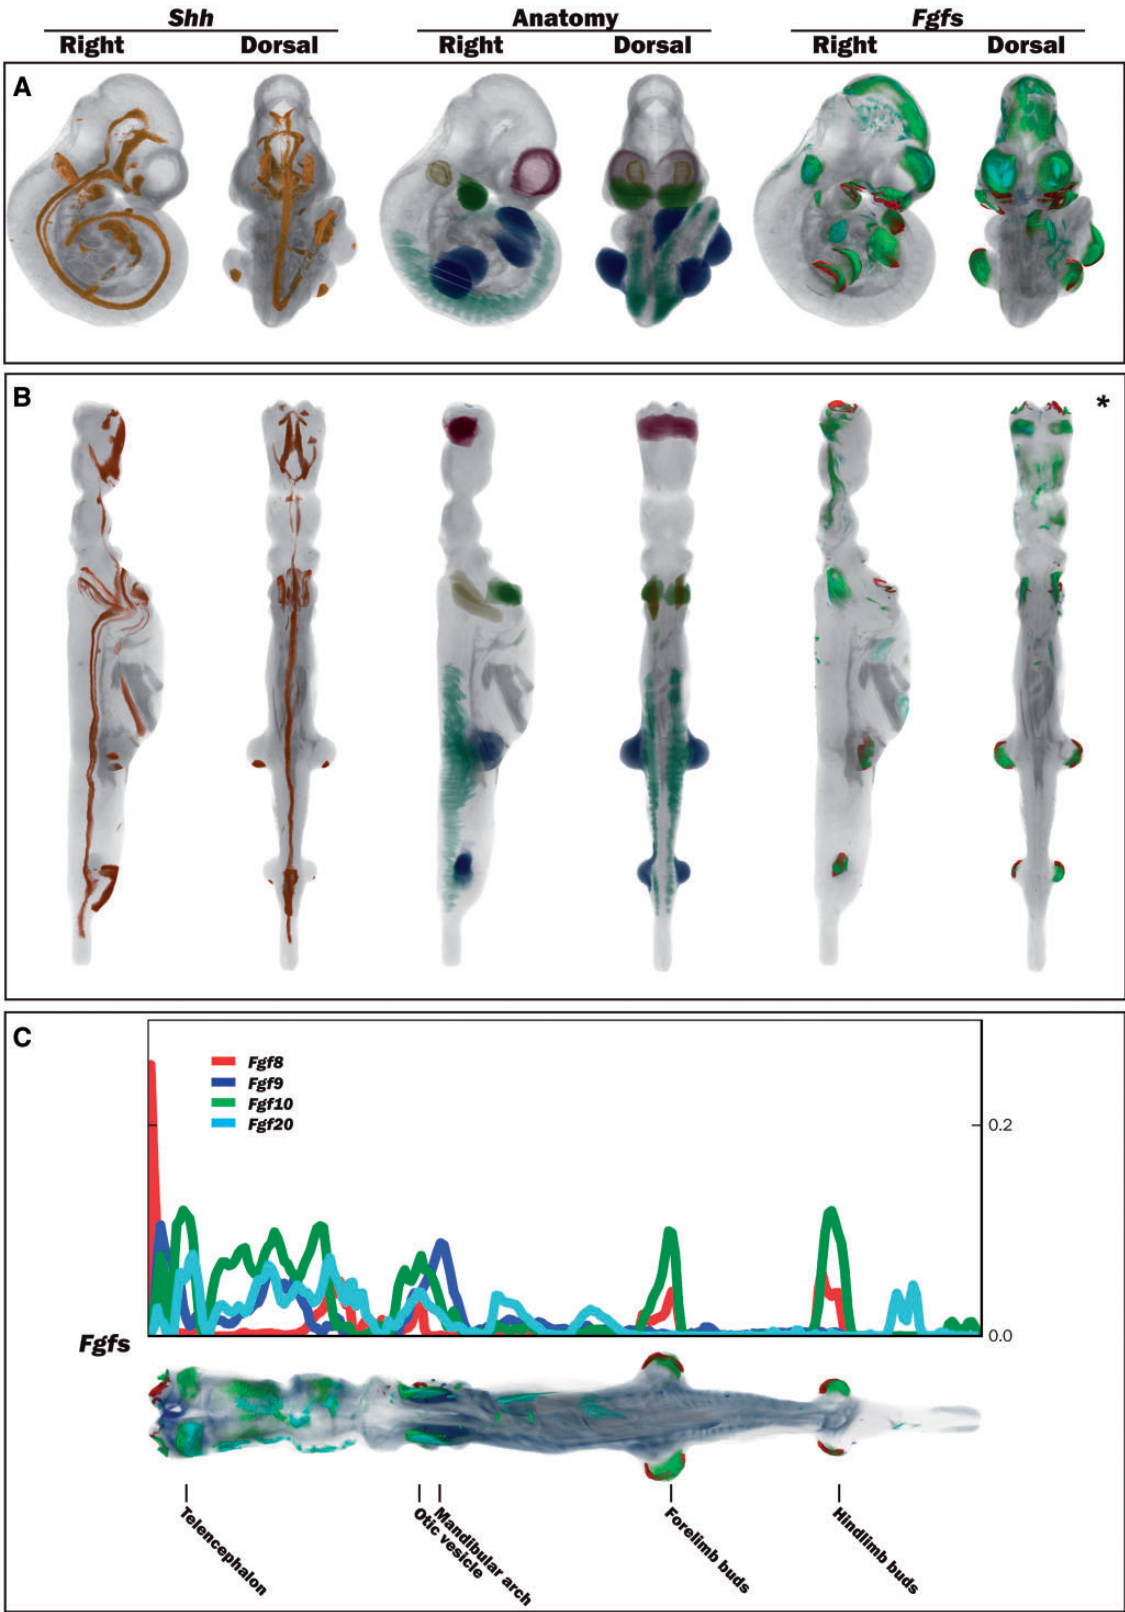 Shh Anatomy Fgfs
Right Dorsal Right Dorsal Right Dorsal
A
B
*
C
Fgf8
Fgf9
Fgf10
Fgf20
0.2
0.0
Fgfs
Telencephalon
Otic vesicle
Mandibular arch
Forelimb buds
Hindlimb buds